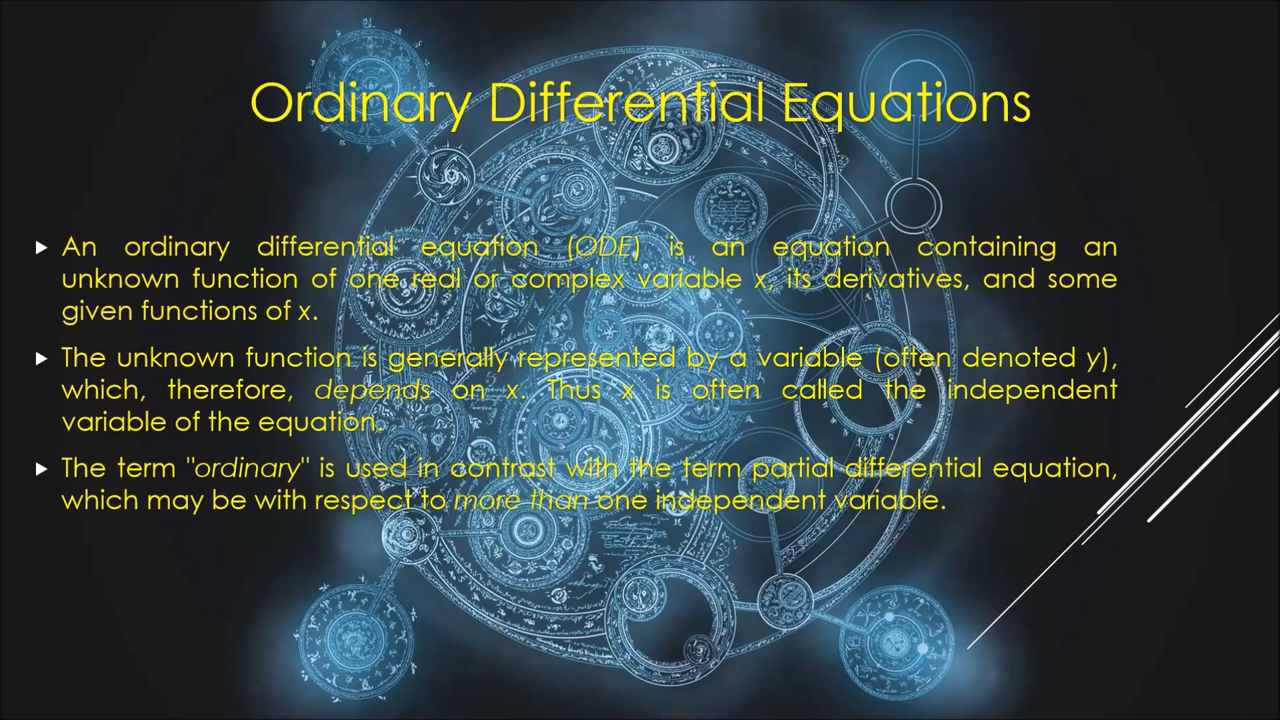 Ordinary Differential Equations
An ordinary differential equation (ODE) is an equation containing an
unknown function of one real or complex variable x, its derivatives, and some
given functions of x.
The unknown function is generally represented by a variable (often denoted y),
which, therefore, depends on x. Thus x is often called the independent
variable of the equation.
The term "ordinary" is used in contrast with the term partial differential equation,
which may be with respect to more than one independent variable.